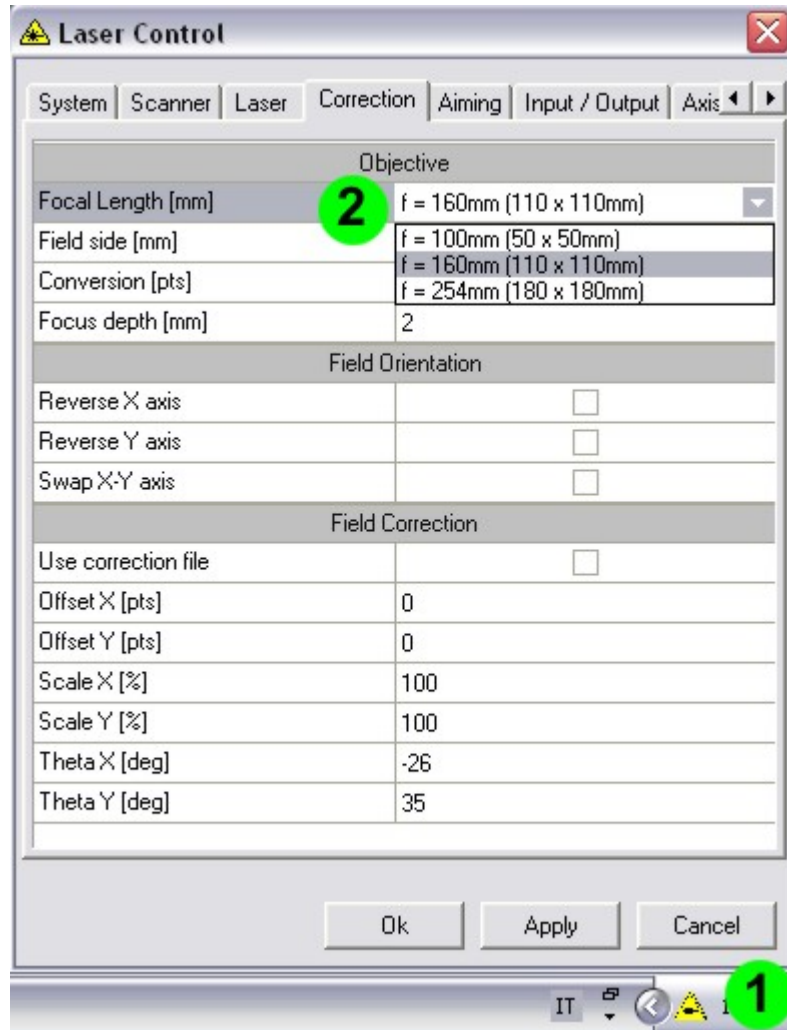 Laser Control
System Scanner Laser Correction Aiming Input / Output Axis
Objective
Focal Length [mm] 2 f = 160mm (110 x 110mm)
Field side [mm] f = 100mm (50 x 50mm)
f = 160mm (110 x 110mm)
Conversion [pts] f = 254mm (180 x 180mm)
Focus depth [mm] 2
Field Orientation
Reverse X axis
Reverse Y axis
Swap X-Y axis
Field Correction
Use correction file
Offset X [pts] 0
Offset Y [pts] 0
Scale X [%] 100
Scale Y [%] 100
Theta X [deg] -26
Theta Y [deg] 35
Ok Apply Cancel
IT 1